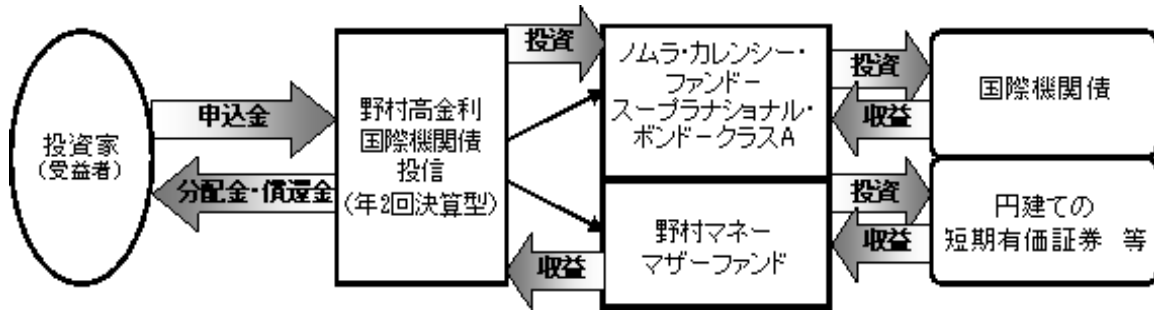 投資家
(受益者)
申込金
分配金・償還金
野村高金利
国際機関債
投信
(年2回決算型)
投資
収益
ノムラ・カレンシー・
ファンドー
スープラナショナル・
ボンドークラスA
野村マネー
マザーファンド
投資
収益
投資
収益
国際機関債
円建ての
短期有価証券 等